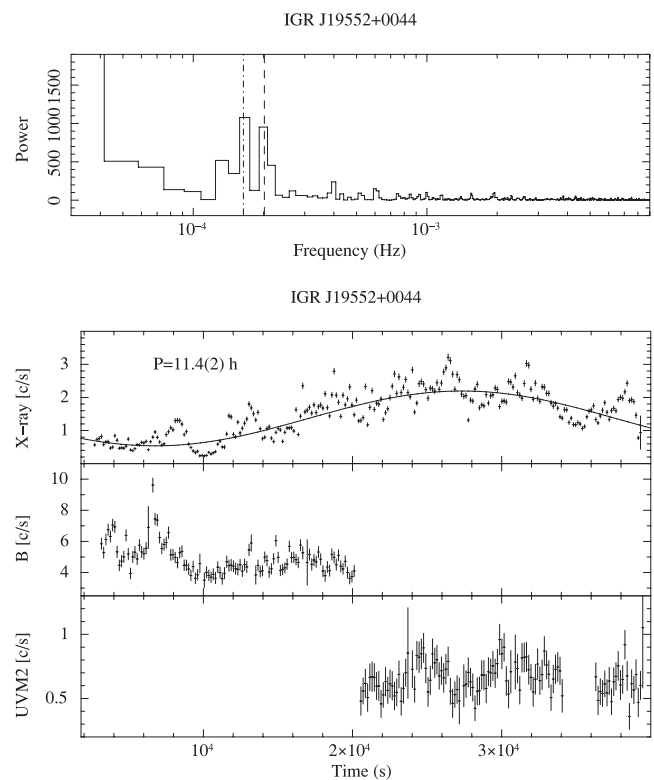 IGR J19552+0044
Power
0 500 1000 1500
10⁻⁴ 10⁻³
Frequency (Hz)
IGR J19552+0044
P=11.4(2) h
X−ray [c/s]
3
2
1
B [c/s]
10
8
6
4
UVM2 [c/s]
1
0.5
10⁴ 2×10⁴ 3×10⁴
Time (s)